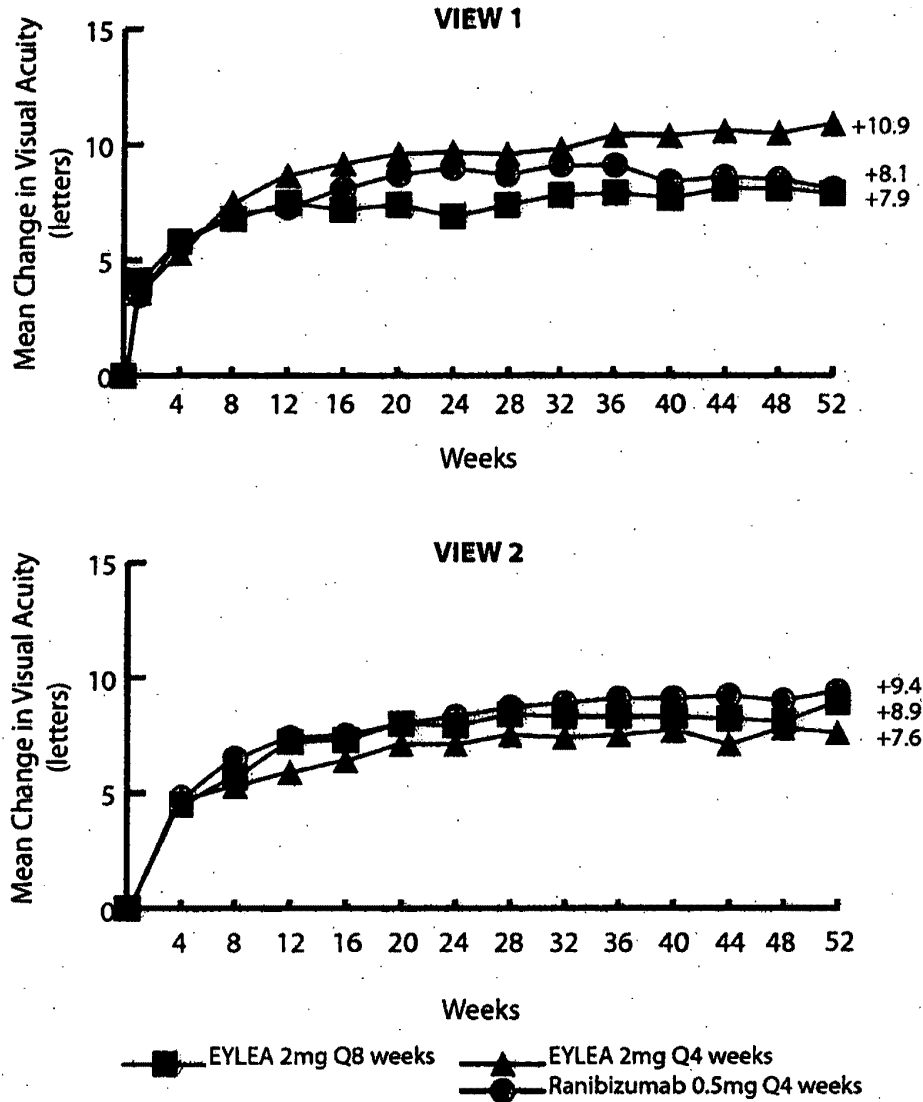 VIEW 1
Mean Change in Visual Acuity
(letters)
15
10
5
0
+10.9
+8.1
+7.9
4 8 12 16 20 24 28 32 36 40 44 48 52
Weeks
VIEW 2
Mean Change in Visual Acuity
(letters)
15
10
5
0
+9.4
+8.9
+7.6
4 8 12 16 20 24 28 32 36 40 44 48 52
Weeks
EYLEA 2mg Q8 weeks EYLEA 2mg Q4 weeks
Ranibizumab 0.5mg Q4 weeks